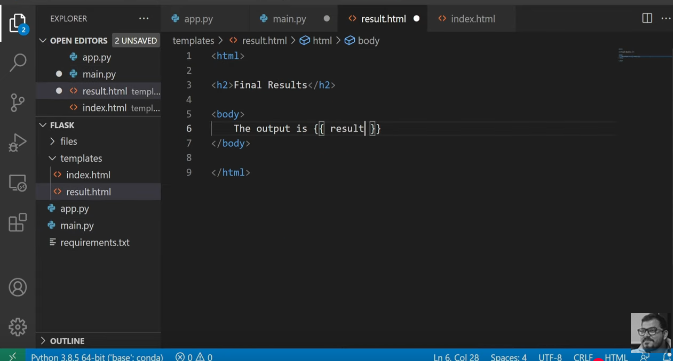 EXPLORER ...
app.py main.py result.html index.html ...
OPEN EDITORS 2 UNSAVED
app.py
main.py
result.html templ...
index.html templ...
FLASK
files
templates
index.html
result.html
app.py
main.py
requirements.txt
OUTLINE
templates > result.html > html > body
1 <html>
2
3 <h2>Final Results</h2>
4
5 <body>
6 The output is {{ result }}
7 </body>
8
9 </html>
2
Python 3.8.5 64-bit ('base': conda) 0 0 Ln 6, Col 28 Spaces: 4 UTF-8 CRLF HTML